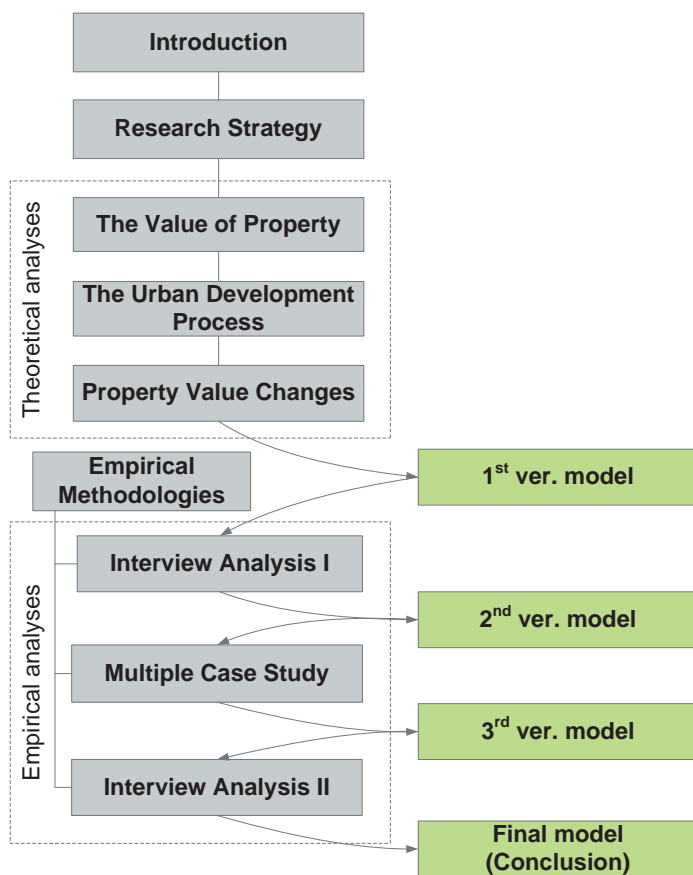 Introduction
Research Strategy
Theoretical analyses
The Value of Property
The Urban Development
Process
Property Value Changes
1st ver. model
Empirical
Methodologies
Empirical analyses
Interview Analysis I
2nd ver. model
Multiple Case Study
3rd ver. model
Interview Analysis II
Final model
(Conclusion)